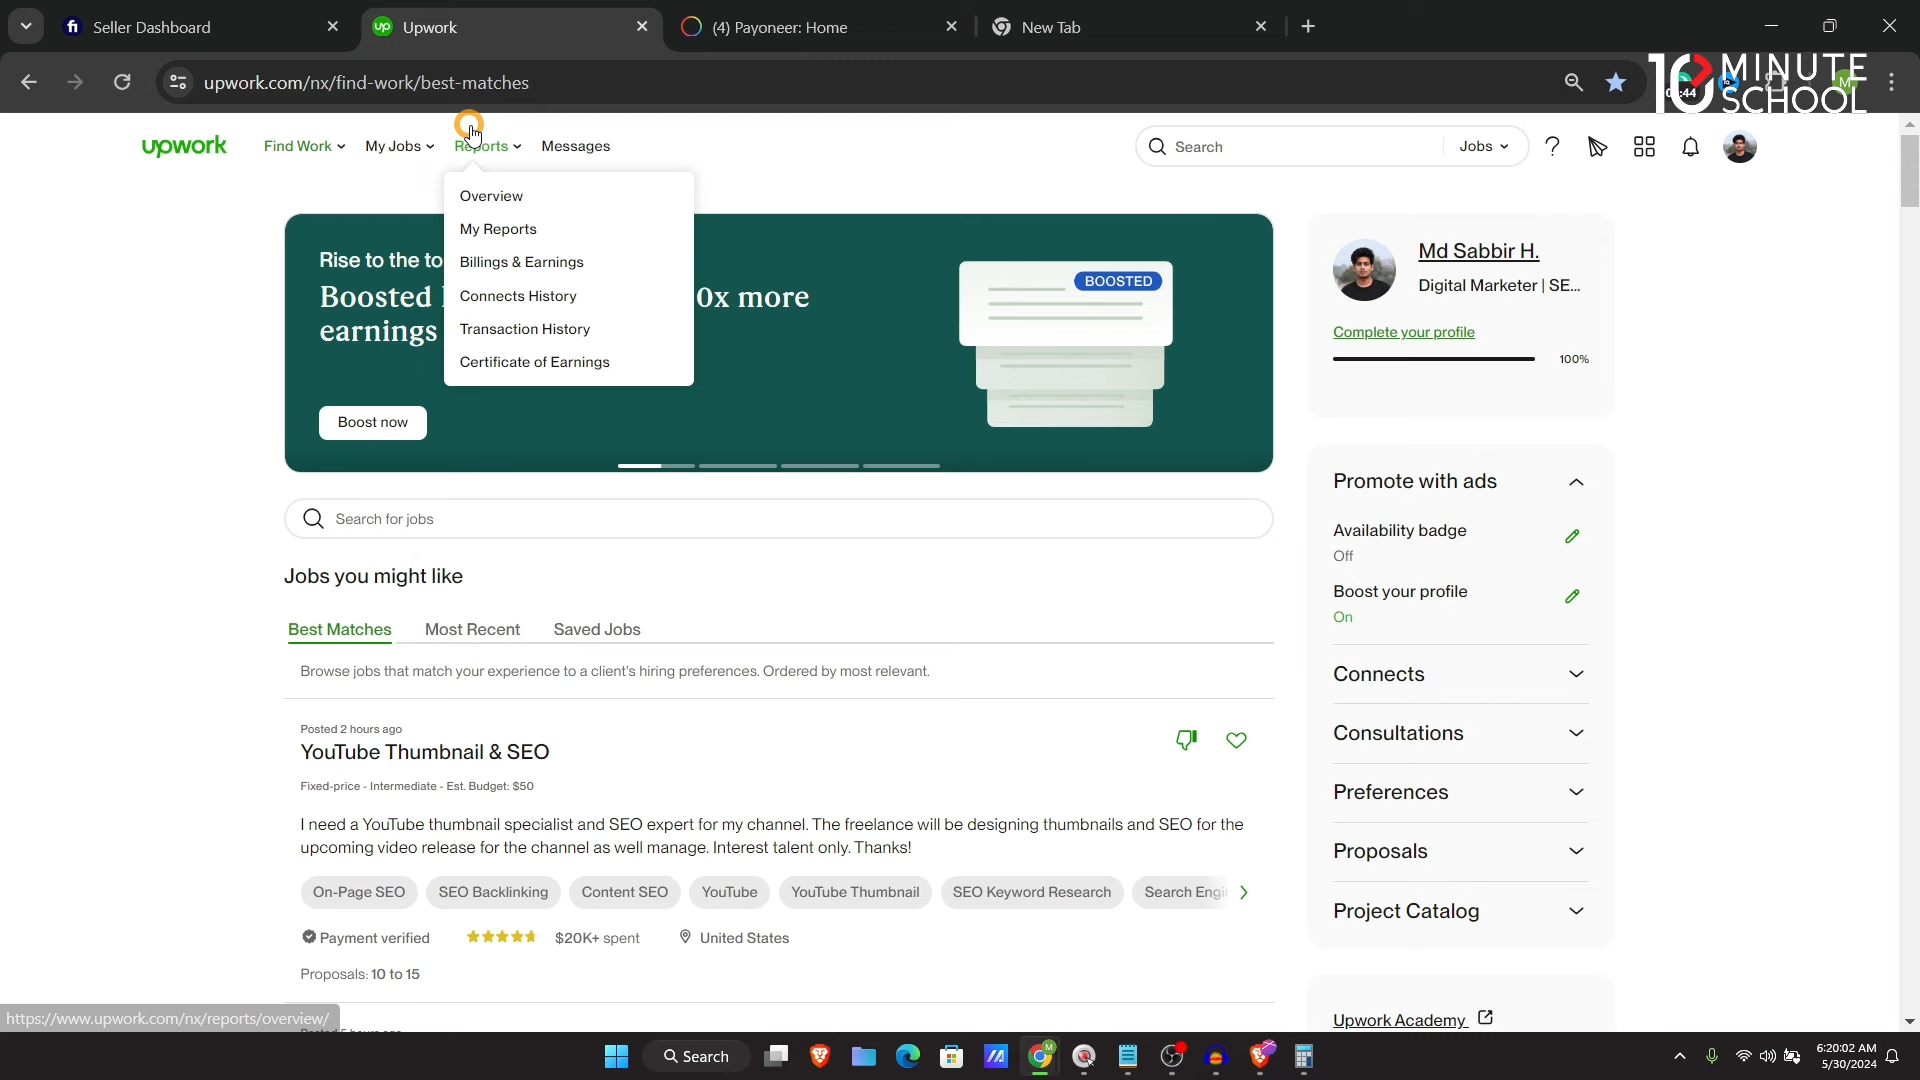 Seller Dashboard
Upwork
(4) Payoneer: Home
New Tab
upwork.com/nx/find-work/best-matches
10 MINUTE SCHOOL
upwork
Find Work
My Jobs
Reports
Messages
Search
Jobs
Overview
My Reports
Billings & Earnings
Connects History
Transaction History
Certificate of Earnings
Rise to the to
Boosted
0x more
earnings
BOOSTED
Boost now
Md Sabbir H.
Digital Marketer | SE...
Complete your profile
100%
Search for jobs
Jobs you might like
Best Matches
Most Recent
Saved Jobs
Browse jobs that match your experience to a client's hiring preferences. Ordered by most relevant.
Posted 2 hours ago
YouTube Thumbnail & SEO
Fixed-price - Intermediate - Est. Budget: $50
I need a YouTube thumbnail specialist and SEO expert for my channel. The freelance will be designing thumbnails and SEO for the
upcoming video release for the channel as well manage. Interest talent only. Thanks!
On-Page SEO
SEO Backlinking
Content SEO
YouTube
YouTube Thumbnail
SEO Keyword Research
Search Engi
Payment verified
$20K+ spent
United States
Proposals: 10 to 15
Promote with ads
Availability badge
Off
Boost your profile
On
Connects
Consultations
Preferences
Proposals
Project Catalog
Upwork Academy
https://www.upwork.com/nx/reports/overview/
Search
6:20:02 AM
5/30/2024